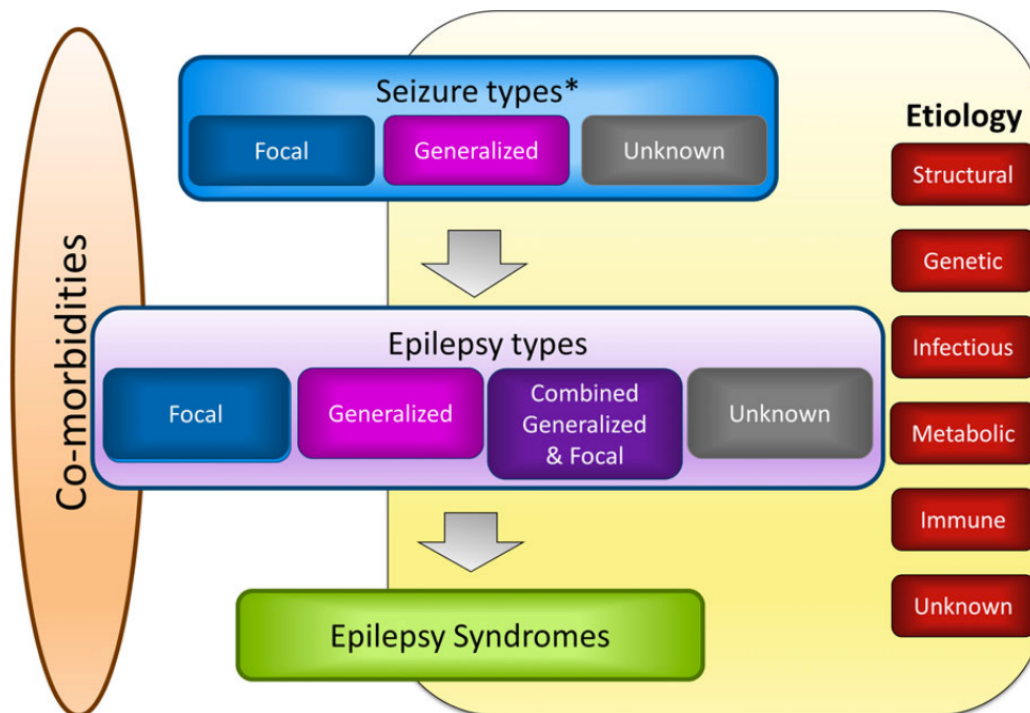 Co-morbidities
Seizure types*
Focal
Generalized
Unknown
Epilepsy types
Focal
Generalized
Combined
Generalized
& Focal
Unknown
Epilepsy Syndromes
Etiology
Structural
Genetic
Infectious
Metabolic
Immune
Unknown